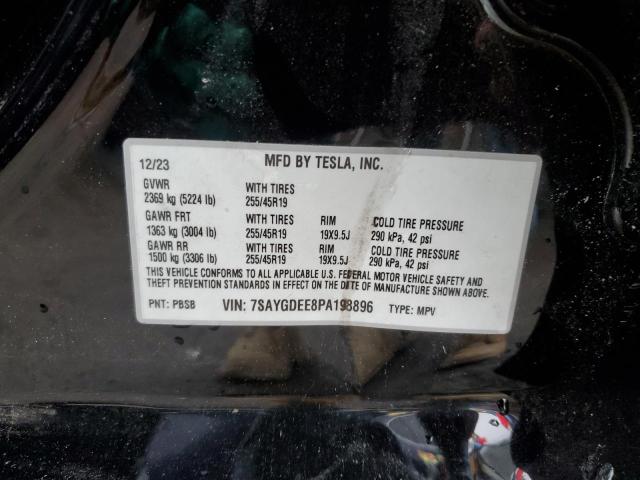 12/23 MFD BY TESLA, INC.
GVWR WITH TIRES
2369 kg (5224 lb) 255/45R19
GAWR FRT WITH TIRES RIM COLD TIRE PRESSURE
1363 kg (3004 lb) 255/45R19 19X9.5J 290 kPa, 42 psi
GAWR RR WITH TIRES RIM COLD TIRE PRESSURE
1500 kg (3306 lb) 255/45R19 19X9.5J 290 kPa, 42 psi
THIS VEHICLE CONFORMS TO ALL APPLICABLE U.S. FEDERAL MOTOR VEHICLE SAFETY AND
THEFT PREVENTION STANDARDS IN EFFECT ON THE DATE OF MANUFACTURE SHOWN ABOVE.
PNT: PBSB VIN: 7SAYGDEE8PA198896 TYPE: MPV